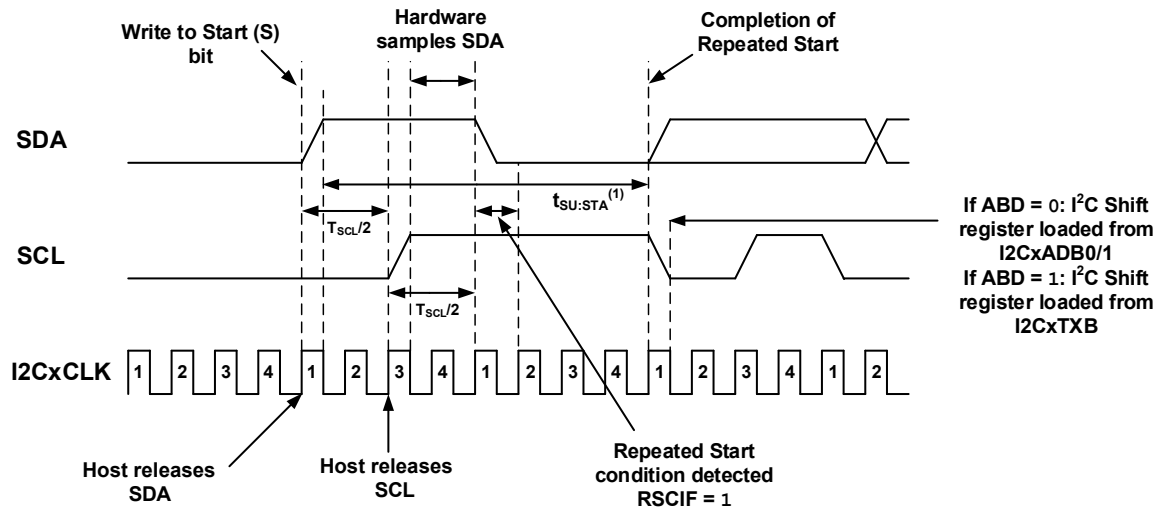 Write to Start (S)
bit
Hardware
samples SDA
Completion of
Repeated Start
SDA
tSU:STA(1)
TSCL/2
If ABD = 0: I2C Shift
register loaded from
I2CxADB0/1
If ABD = 1: I2C Shift
register loaded from
I2CxTXB
SCL
TSCL/2
I2CxCLK
1 2 3 4 1 2 3 4 1 2 3 4 1 2 3 4 1 2
Host releases
SDA
Host releases
SCL
Repeated Start
condition detected
RSCIF = 1